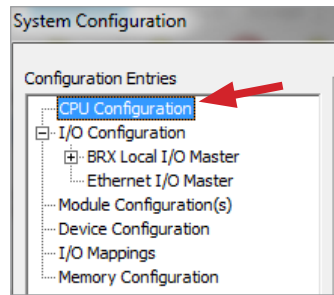 System Configuration
Configuration Entries
CPU Configuration
I/O Configuration
BRX Local I/O Master
Ethernet I/O Master
Module Configuration(s)
Device Configuration
I/O Mappings
Memory Configuration